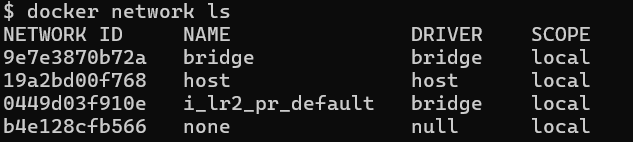 $ docker network ls
NETWORK ID     NAME                DRIVER    SCOPE
9e7e3870b72a   bridge              bridge    local
19a2bd00f768   host                host      local
0449d03f910e   i_lr2_pr_default    bridge    local
b4e128cfb566   none                null      local